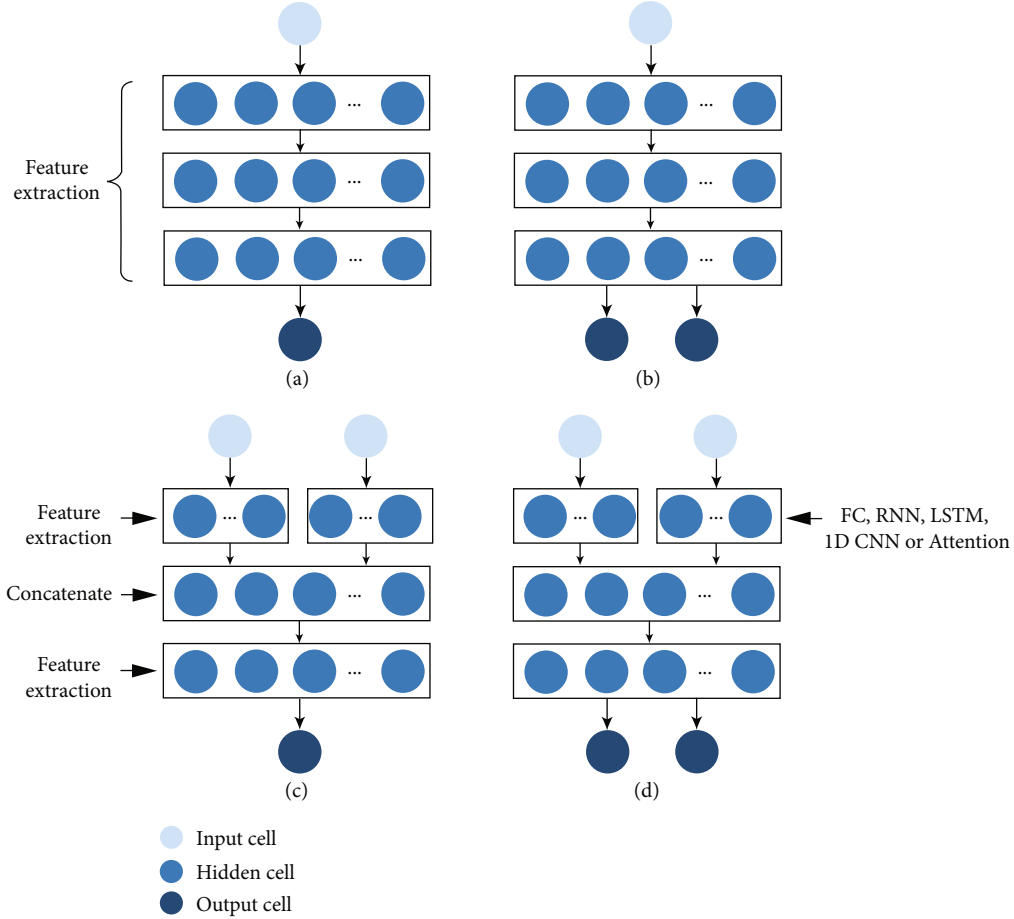 ...
...
Feature
extraction
...
...
...
...
(a)
(b)
...
...
...
...
Feature
extraction
FC, RNN, LSTM,
1D CNN or Attention
Concatenate
...
...
Feature
extraction
...
...
(c)
(d)
Input cell
Hidden cell
Output cell